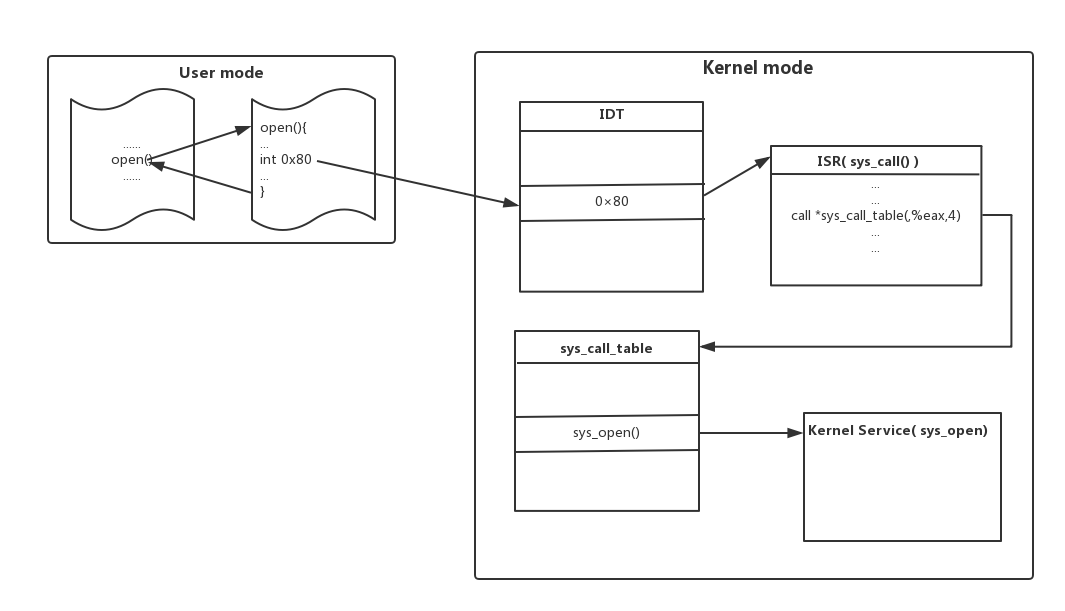 User mode
......
open()
......
open(){
...
int 0x80
...
}
Kernel mode
IDT
0×80
ISR( sys_call() )
...
...
call *sys_call_table(,%eax,4)
...
...
sys_call_table
sys_open()
Kernel Service( sys_open)